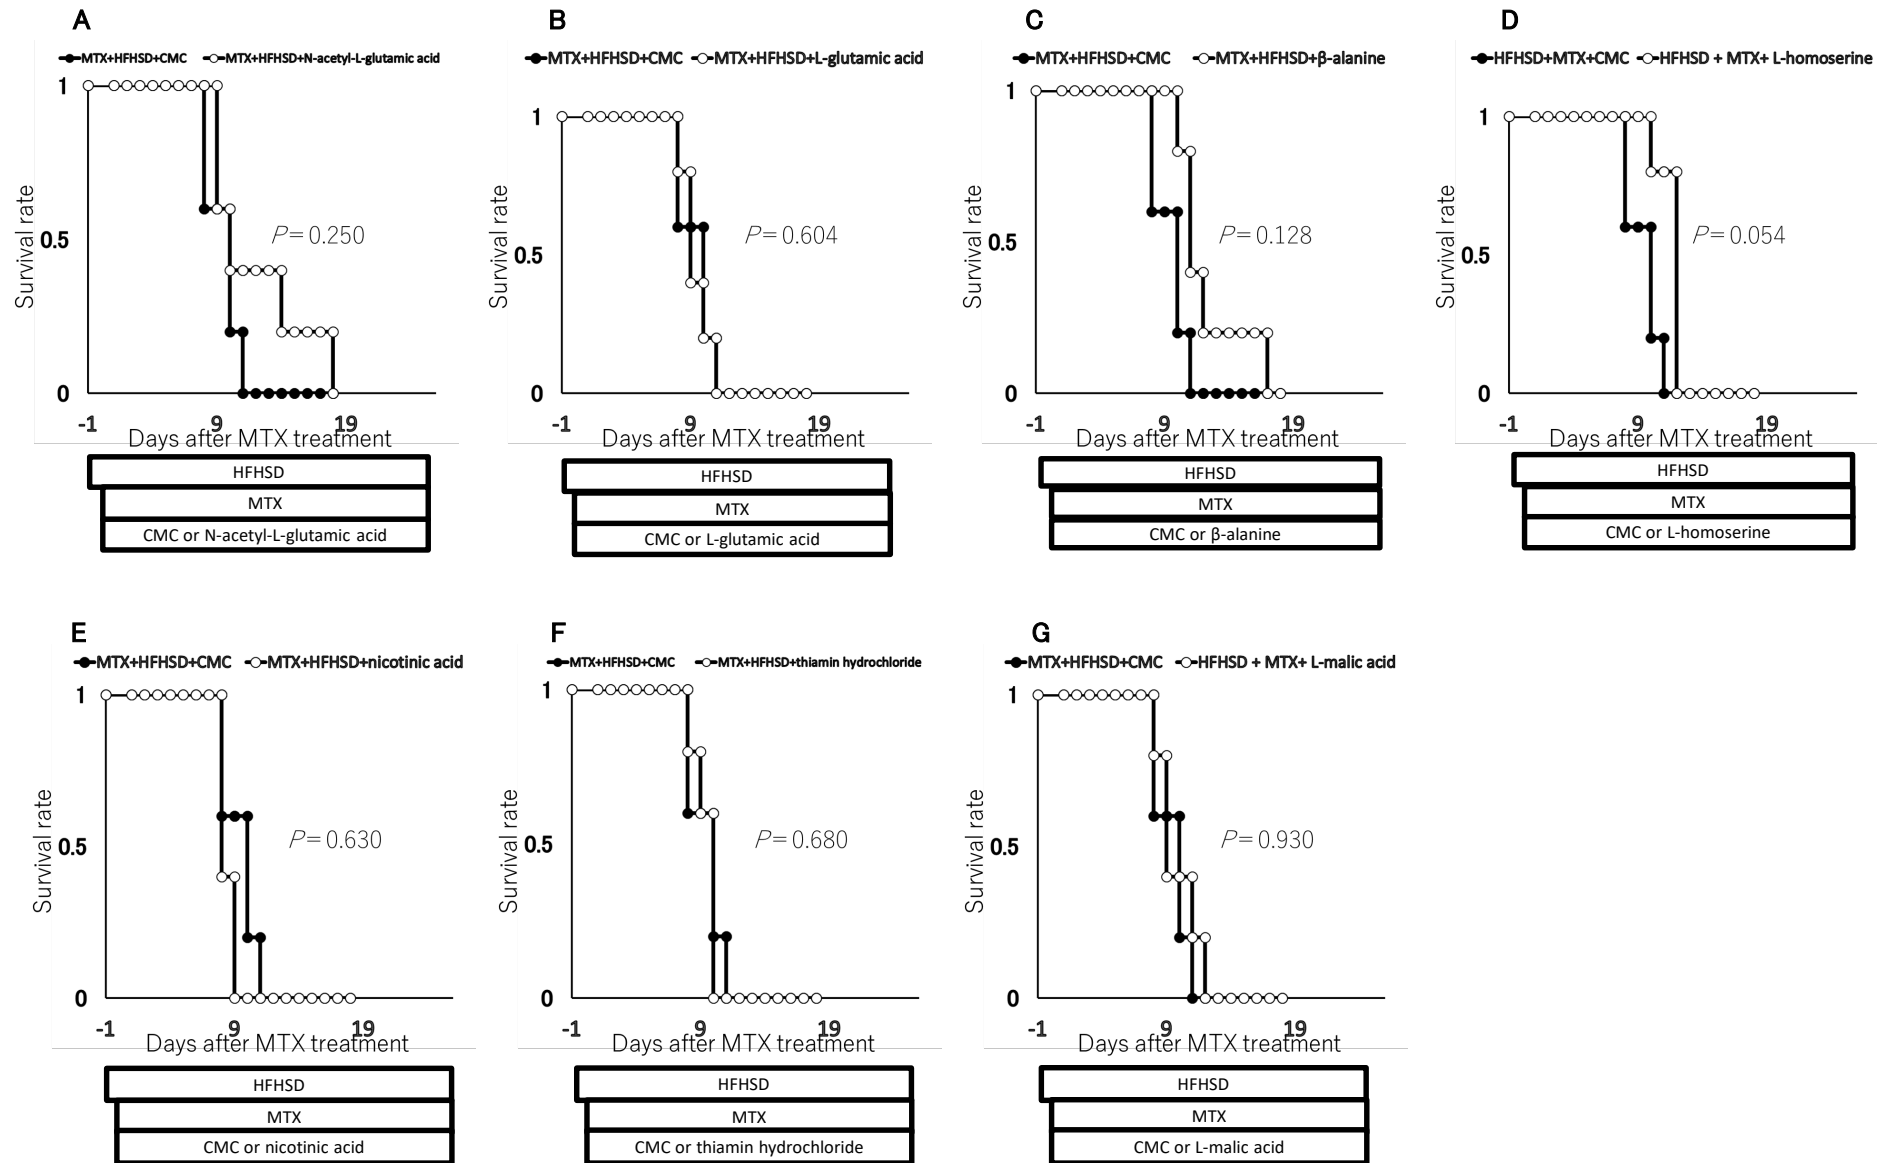 A
MTX+HFHSD+CMC MTX+HFHSD+N-acetyl-L-glutamic acid
1
0.5
0
Survival rate
P=0.250
-1 9 19
Days after MTX treatment
HFHSD
MTX
CMC or N-acetyl-L-glutamic acid
B
MTX+HFHSD+CMC MTX+HFHSD+L-glutamic acid
1
0.5
0
Survival rate
P=0.604
-1 9 19
Days after MTX treatment
HFHSD
MTX
CMC or L-glutamic acid
C
MTX+HFHSD+CMC MTX+HFHSD+β-alanine
1
0.5
0
Survival rate
P=0.128
-1 9 19
Days after MTX treatment
HFHSD
MTX
CMC or β-alanine
D
HFHSD+MTX+CMC HFHSD + MTX+ L-homoserine
1
0.5
0
Survival rate
P=0.054
-1 9 19
Days after MTX treatment
HFHSD
MTX
CMC or L-homoserine
E
MTX+HFHSD+CMC MTX+HFHSD+nicotinic acid
1
0.5
0
Survival rate
P=0.630
-1 9 19
Days after MTX treatment
HFHSD
MTX
CMC or nicotinic acid
F
MTX+HFHSD+CMC MTX+HFHSD+thiamin hydrochloride
1
0.5
0
Survival rate
P=0.680
-1 9 19
Days after MTX treatment
HFHSD
MTX
CMC or thiamin hydrochloride
G
MTX+HFHSD+CMC HFHSD + MTX+ L-malic acid
1
0.5
0
Survival rate
P=0.930
-1 9 19
Days after MTX treatment
HFHSD
MTX
CMC or L-malic acid